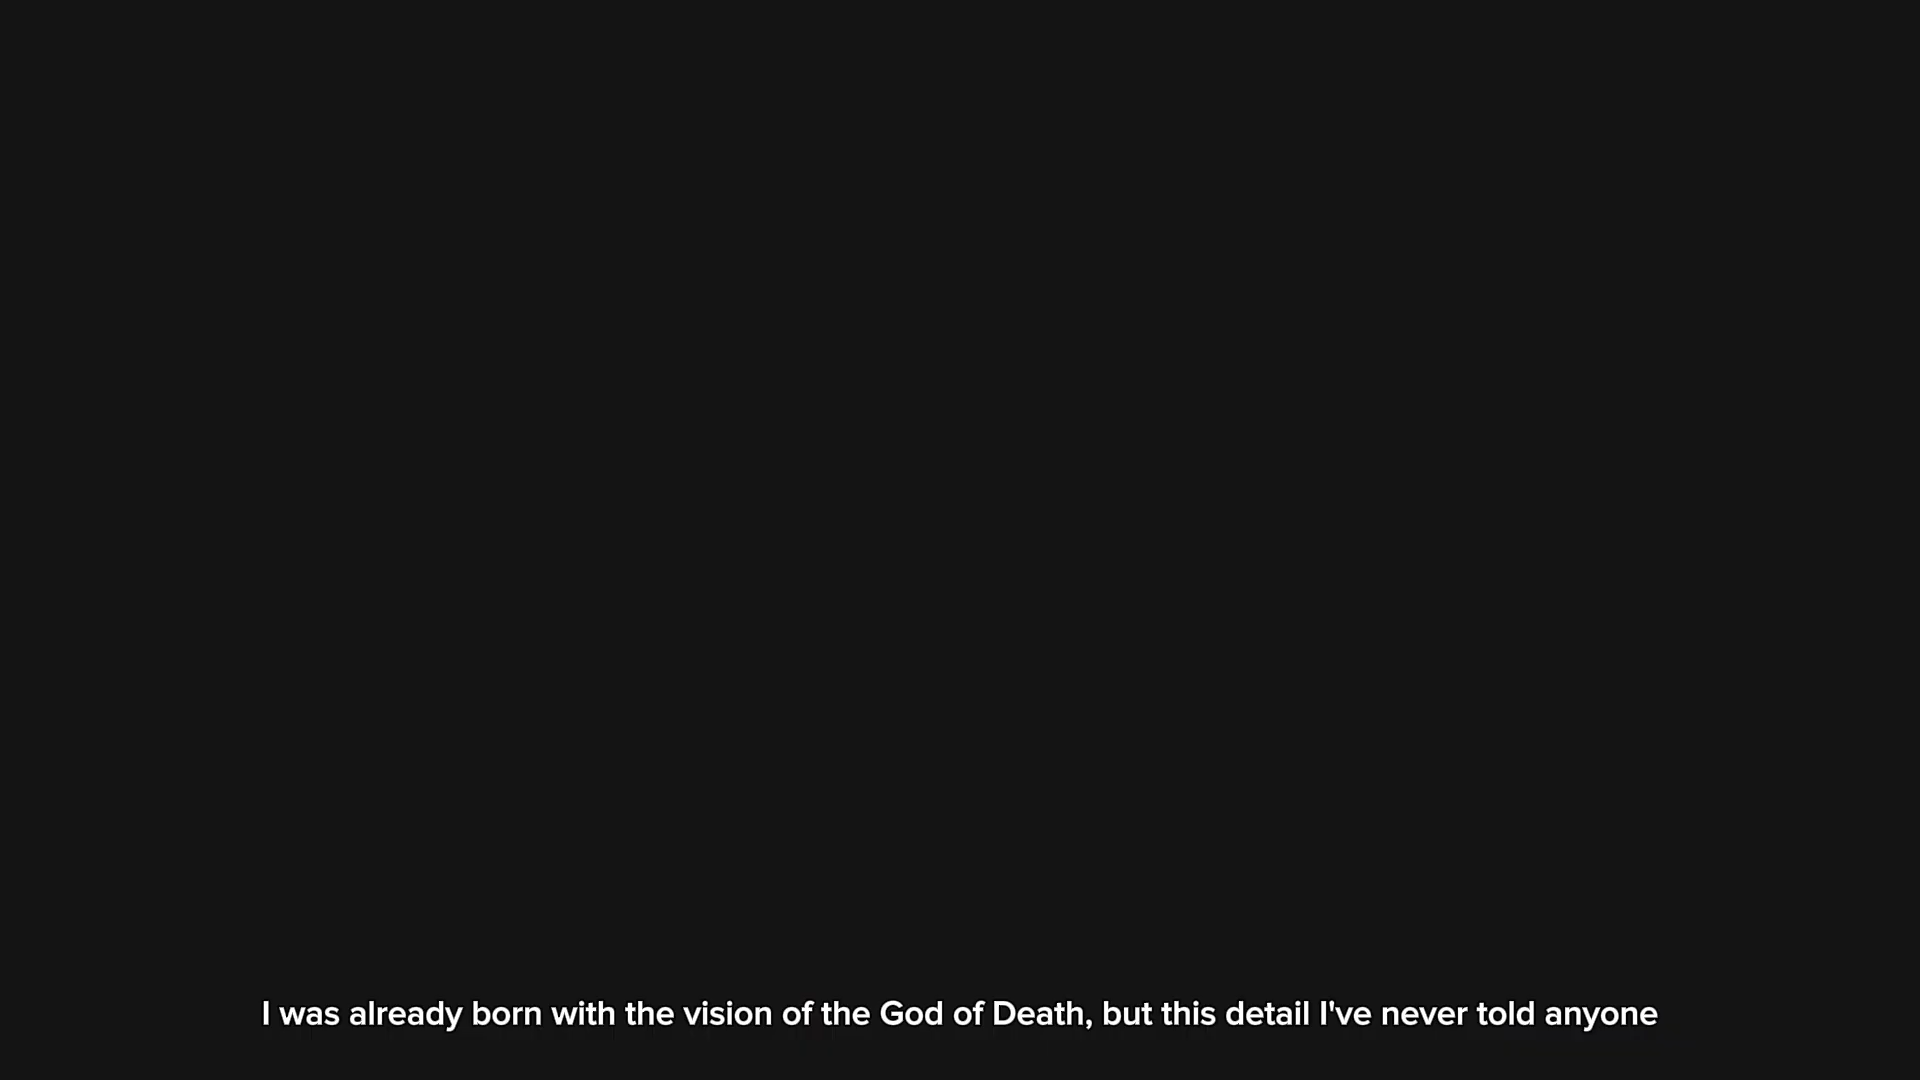 I was already born with the vision of the God of Death, but this detail I've never told anyone